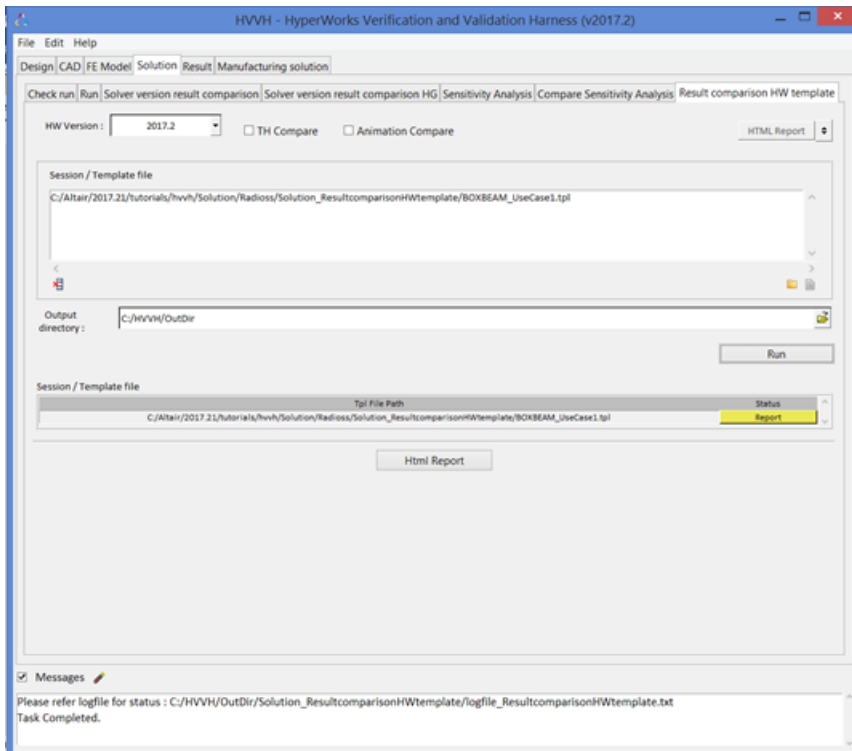 HVVH - HyperWorks Verification and Validation Harness (v2017.2)
File Edit Help
Design CAD FE Model Solution Result Manufacturing solution
Check run Run Solver version result comparison Solver version result comparison HG Sensitivity Analysis Compare Sensitivity Analysis Result comparison HW template
HW Version : 2017.2 TH Compare Animation Compare HTML Report
Session / Template file
C:/Altair/2017.21/tutorials/hvvh/Solution/Radioss/Solution_ResultcomparisonHWtemplate/BOXBEAM_UseCase1.tpl
Output directory : C:/HVVH/OutDir
Run
Session / Template file
Tpl File Path Status
C:/Altair/2017.21/tutorials/hvvh/Solution/Radioss/Solution_ResultcomparisonHWtemplate/BOXBEAM_UseCase1.tpl Report
Html Report
Messages
Please refer logfile for status : C:/HVVH/OutDir/Solution_ResultcomparisonHWtemplate/logfile_ResultcomparisonHWtemplate.txt
Task Completed.